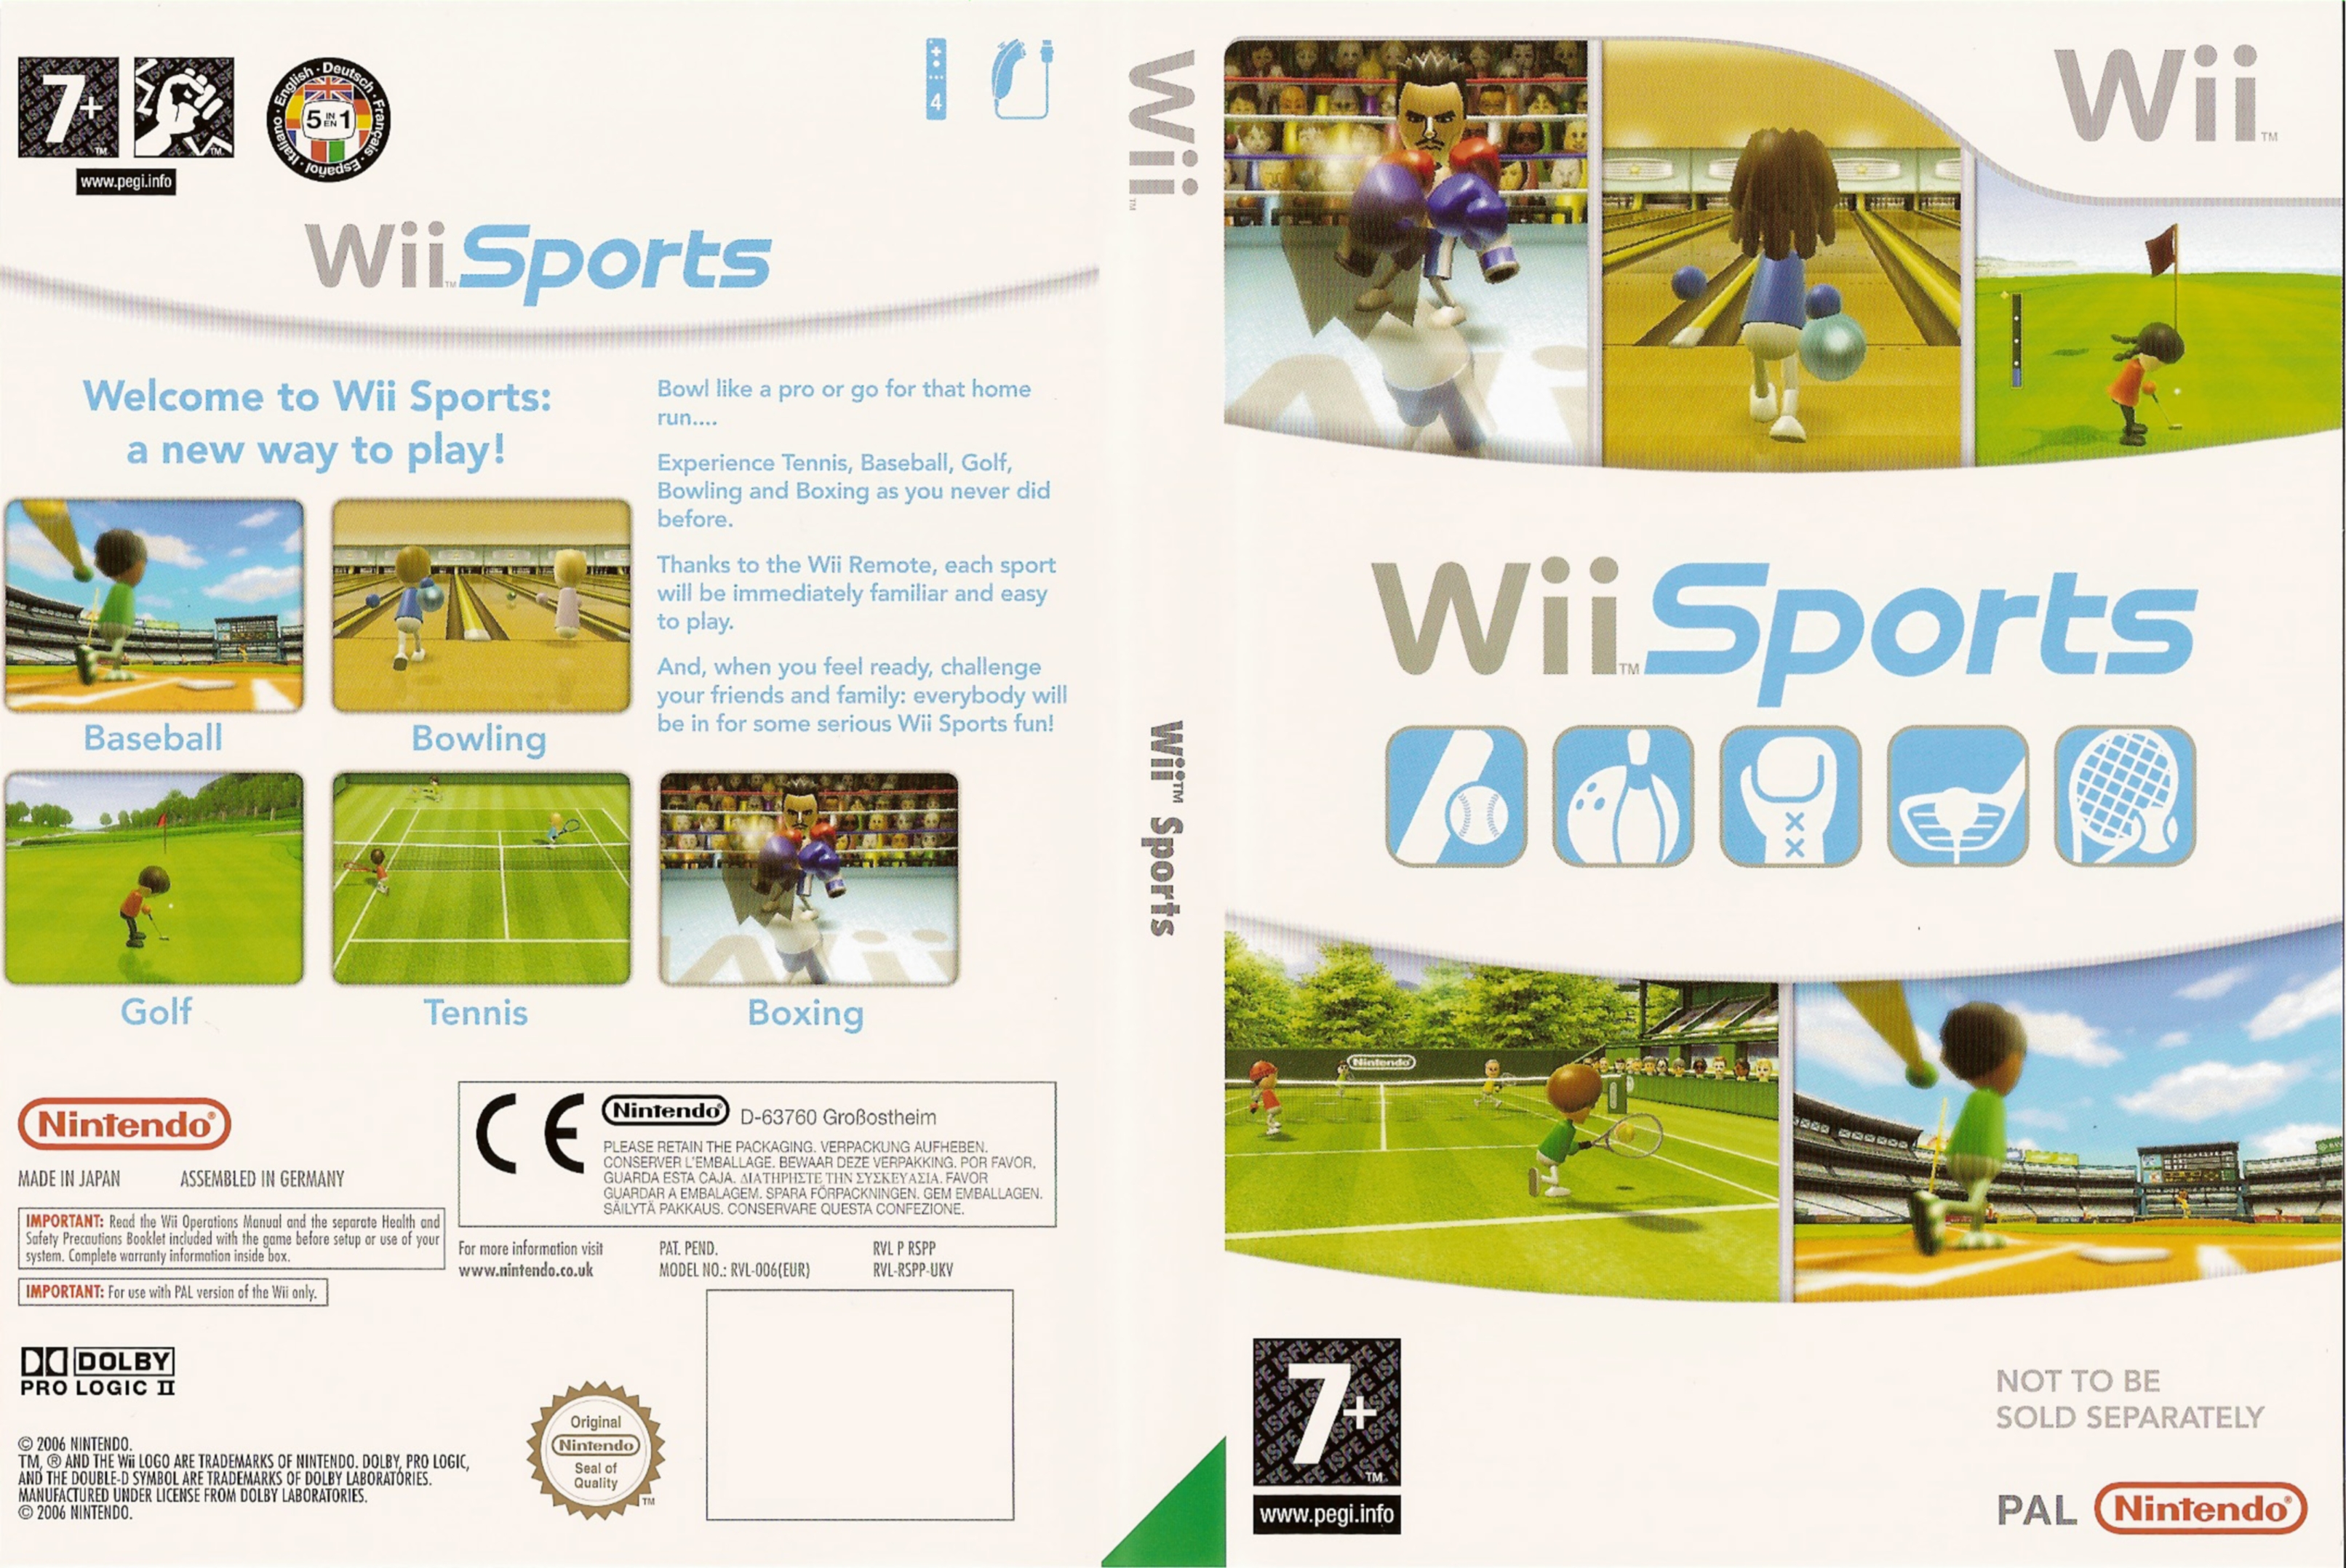 7+
™
™
www.pegi.info
English · Deutsch · Français · Español · Italiano ·
5 IN EN 1
4
Wii™Sports
Welcome to Wii Sports:
a new way to play!
Bowl like a pro or go for that home
run....
Experience Tennis, Baseball, Golf,
Bowling and Boxing as you never did
before.
Thanks to the Wii Remote, each sport
will be immediately familiar and easy
to play.
And, when you feel ready, challenge
your friends and family: everybody will
be in for some serious Wii Sports fun!
Baseball
Bowling
Golf
Tennis
Boxing
Nintendo®
MADE IN JAPAN ASSEMBLED IN GERMANY
IMPORTANT: Read the Wii Operations Manual and the separate Health and
Safety Precautions Booklet included with the game before setup or use of your
system. Complete warranty information inside box.
IMPORTANT: For use with PAL version of the Wii only.
CE
Nintendo® D-63760 Großostheim
PLEASE RETAIN THE PACKAGING. VERPACKUNG AUFHEBEN.
CONSERVER L'EMBALLAGE. BEWAAR DEZE VERPAKKING. POR FAVOR,
GUARDA ESTA CAJA. ΔΙΑΤΗΡΗΣΤΕ ΤΗΝ ΣΥΣΚΕΥΑΣΙΑ. FAVOR
GUARDAR A EMBALAGEM. SPARA FÖRPACKNINGEN. GEM EMBALLAGEN.
SÄILYTÄ PAKKAUS. CONSERVARE QUESTA CONFEZIONE.
For more information visit
www.nintendo.co.uk
PAT. PEND.
MODEL NO.: RVL-006(EUR)
RVL P RSPP
RVL-RSPP-UKV
DOLBY
PRO LOGIC II
Original
Nintendo
Seal of
Quality
™
© 2006 NINTENDO.
TM, ® AND THE Wii LOGO ARE TRADEMARKS OF NINTENDO. DOLBY, PRO LOGIC,
AND THE DOUBLE-D SYMBOL ARE TRADEMARKS OF DOLBY LABORATORIES.
MANUFACTURED UNDER LICENSE FROM DOLBY LABORATORIES.
© 2006 NINTENDO.
Wii™
Wii™ Sports
Wii™
Wii™Sports
Nintendo
7+
™
www.pegi.info
NOT TO BE
SOLD SEPARATELY
PAL Nintendo®